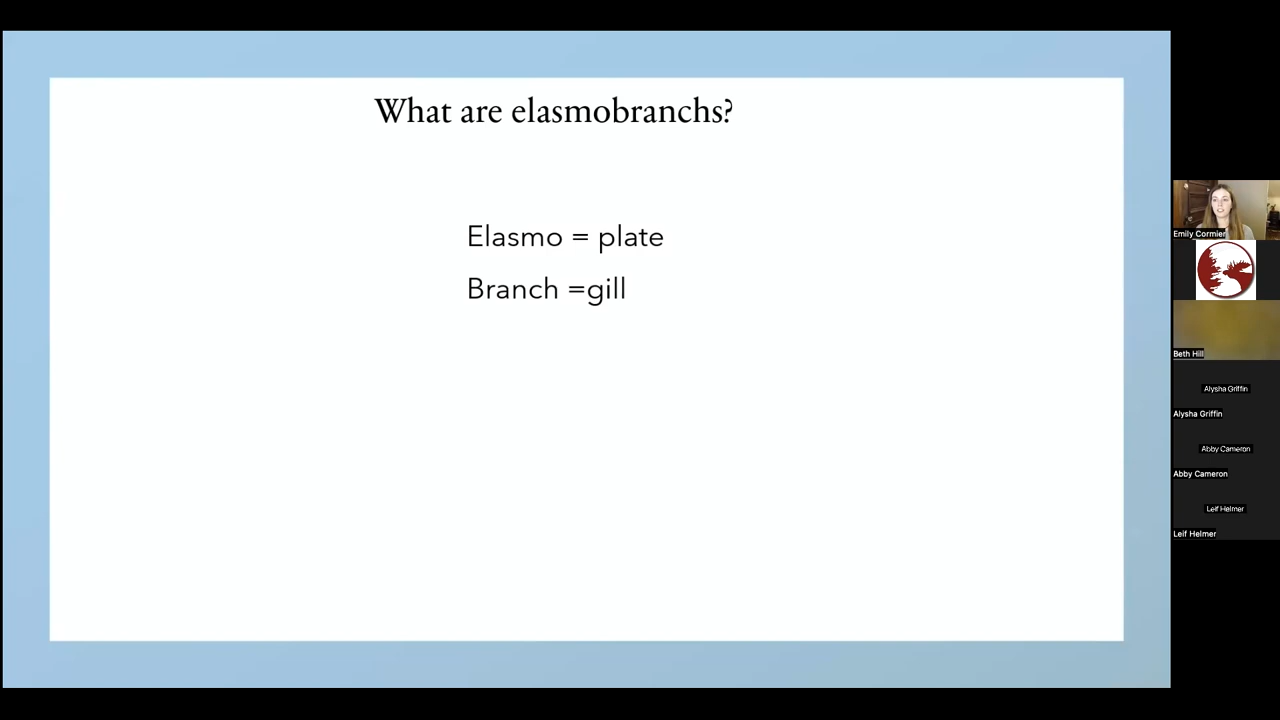 What are elasmobranchs?
Elasmo = plate
Branch =gill
Emily Cormier
Beth Hill
Alysha Griffin
Alysha Griffin
Abby Cameron
Abby Cameron
Leif Helmer
Leif Helmer